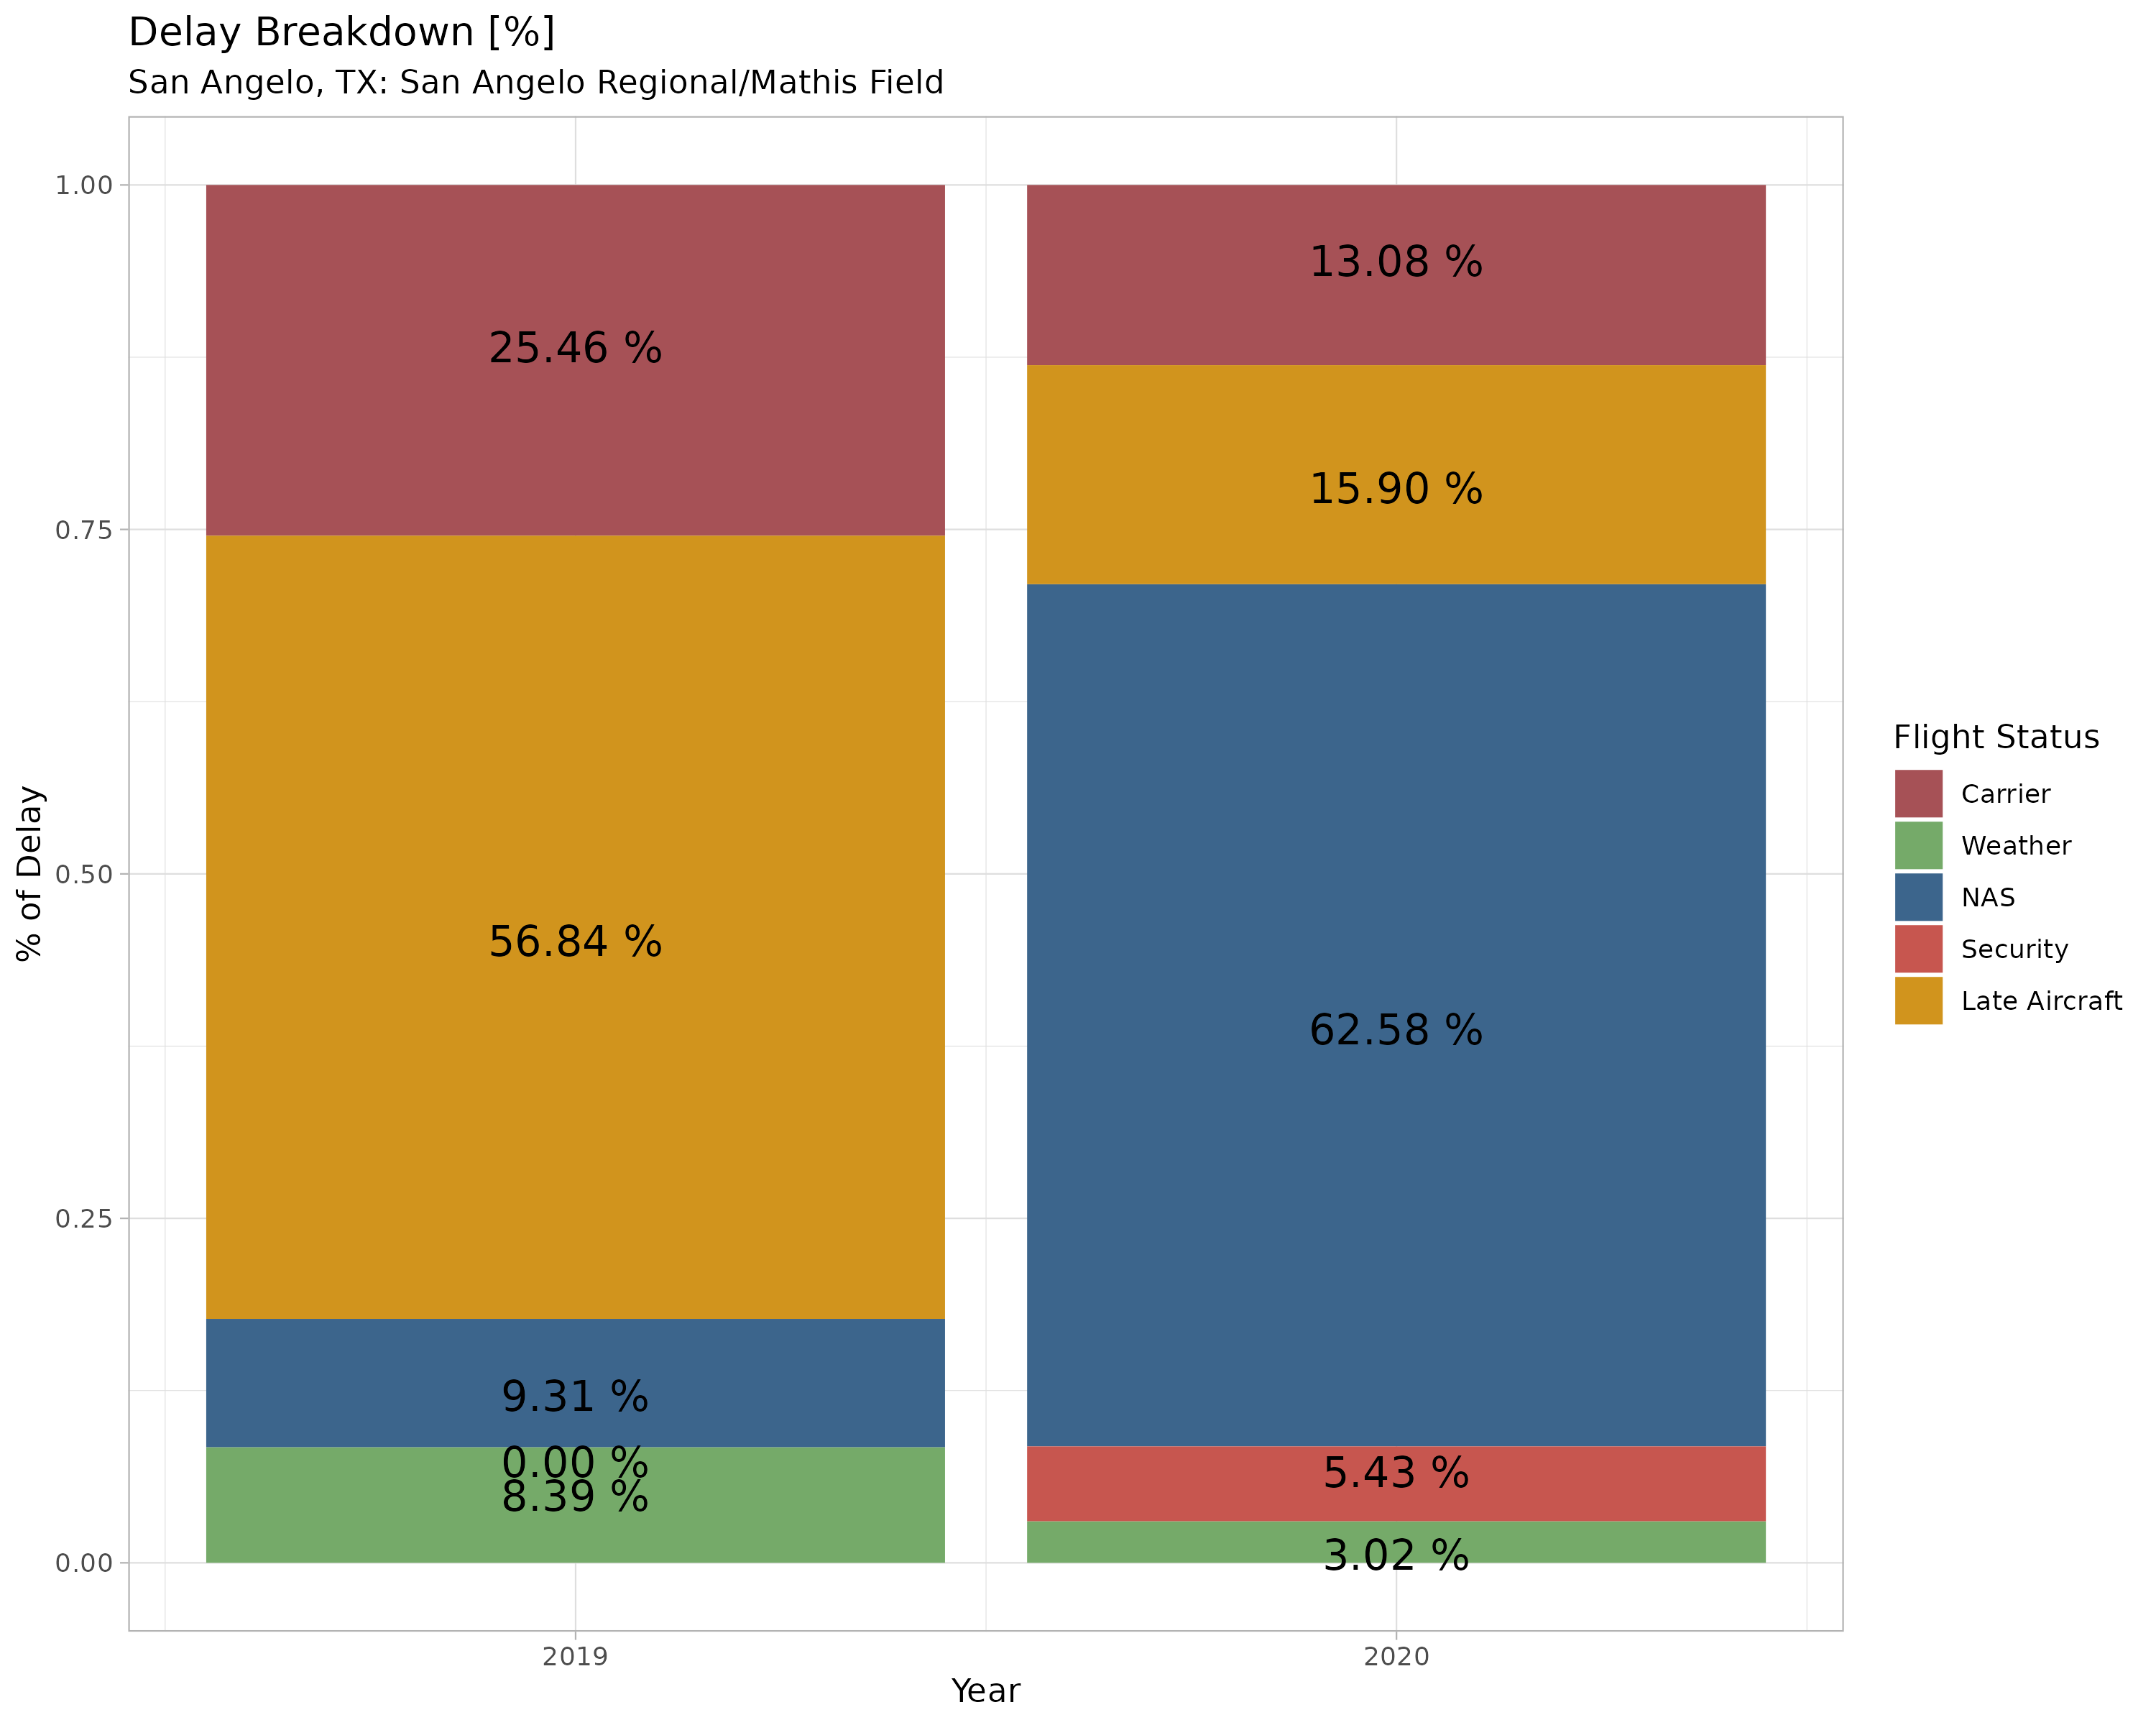 Delay Breakdown [%]
San Angelo, TX: San Angelo Regional/Mathis Field
% of Delay
1.00
0.75
0.50
0.25
0.00
25.46 %
56.84 %
9.31 %
0.00 %
8.39 %
13.08 %
15.90 %
62.58 %
5.43 %
3.02 %
2019
2020
Year
Flight Status
Carrier
Weather
NAS
Security
Late Aircraft